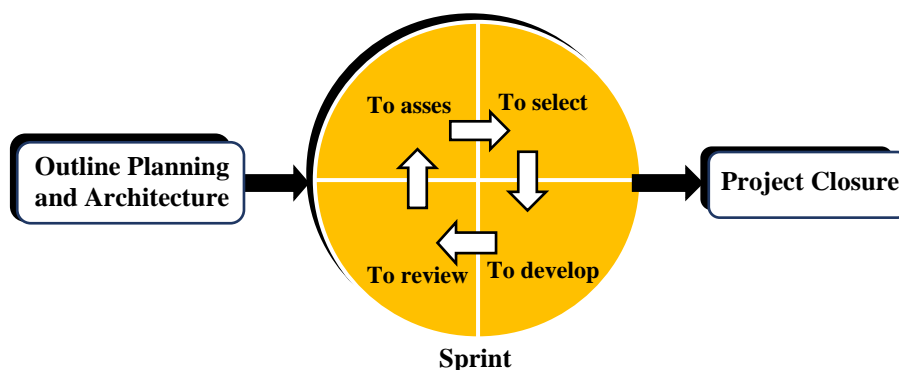 To asses
To select
Outline Planning
and Architecture
Project Closure
To review
To develop
Sprint